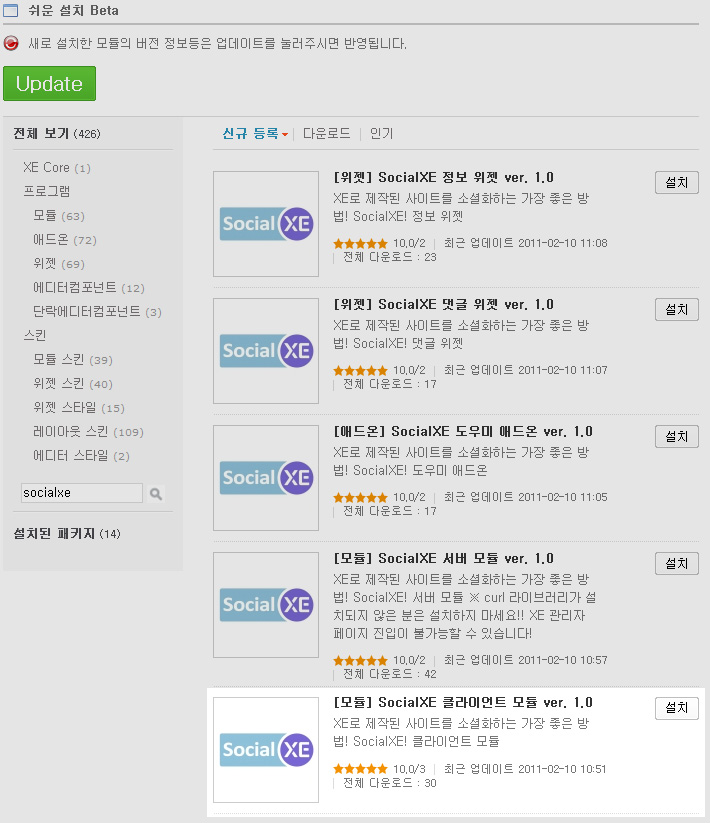 쉬운 설치 Beta
새로 설치한 모듈의 버전 정보등은 업데이트를 눌러주시면 반영됩니다.
Update
전체 보기 (426)
XE Core (1)
프로그램
모듈 (63)
애드온 (72)
위젯 (69)
에디터컴포넌트 (12)
단락에디터컴포넌트 (3)
스킨
모듈 스킨 (39)
위젯 스킨 (40)
위젯 스타일 (15)
레이아웃 스킨 (109)
에디터 스타일 (2)
socialxe
설치된 패키지 (14)
신규 등록 | 다운로드 | 인기
Social XE
[위젯] SocialXE 정보 위젯 ver. 1.0
설치
XE로 제작된 사이트를 소셜화하는 가장 좋은 방
법! SocialXE! 정보 위젯
10.0/2 | 최근 업데이트 2011-02-10 11:08
| 전체 다운로드 : 23
Social XE
[위젯] SocialXE 댓글 위젯 ver. 1.0
설치
XE로 제작된 사이트를 소셜화하는 가장 좋은 방
법! SocialXE! 댓글 위젯
10.0/2 | 최근 업데이트 2011-02-10 11:07
| 전체 다운로드 : 17
Social XE
[애드온] SocialXE 도우미 애드온 ver. 1.0
설치
XE로 제작된 사이트를 소셜화하는 가장 좋은 방
법! SocialXE! 도우미 애드온
10.0/2 | 최근 업데이트 2011-02-10 11:05
| 전체 다운로드 : 17
Social XE
[모듈] SocialXE 서버 모듈 ver. 1.0
설치
XE로 제작된 사이트를 소셜화하는 가장 좋은 방
법! SocialXE! 서버 모듈 ※ curl 라이브러리가 설
치되지 않은 분은 설치하지 마세요!! XE 관리자
페이지 진입이 불가능할 수 있습니다!
10.0/2 | 최근 업데이트 2011-02-10 10:57
| 전체 다운로드 : 42
Social XE
[모듈] SocialXE 클라이언트 모듈 ver. 1.0
설치
XE로 제작된 사이트를 소셜화하는 가장 좋은 방
법! SocialXE! 클라이언트 모듈
10.0/3 | 최근 업데이트 2011-02-10 10:51
| 전체 다운로드 : 30